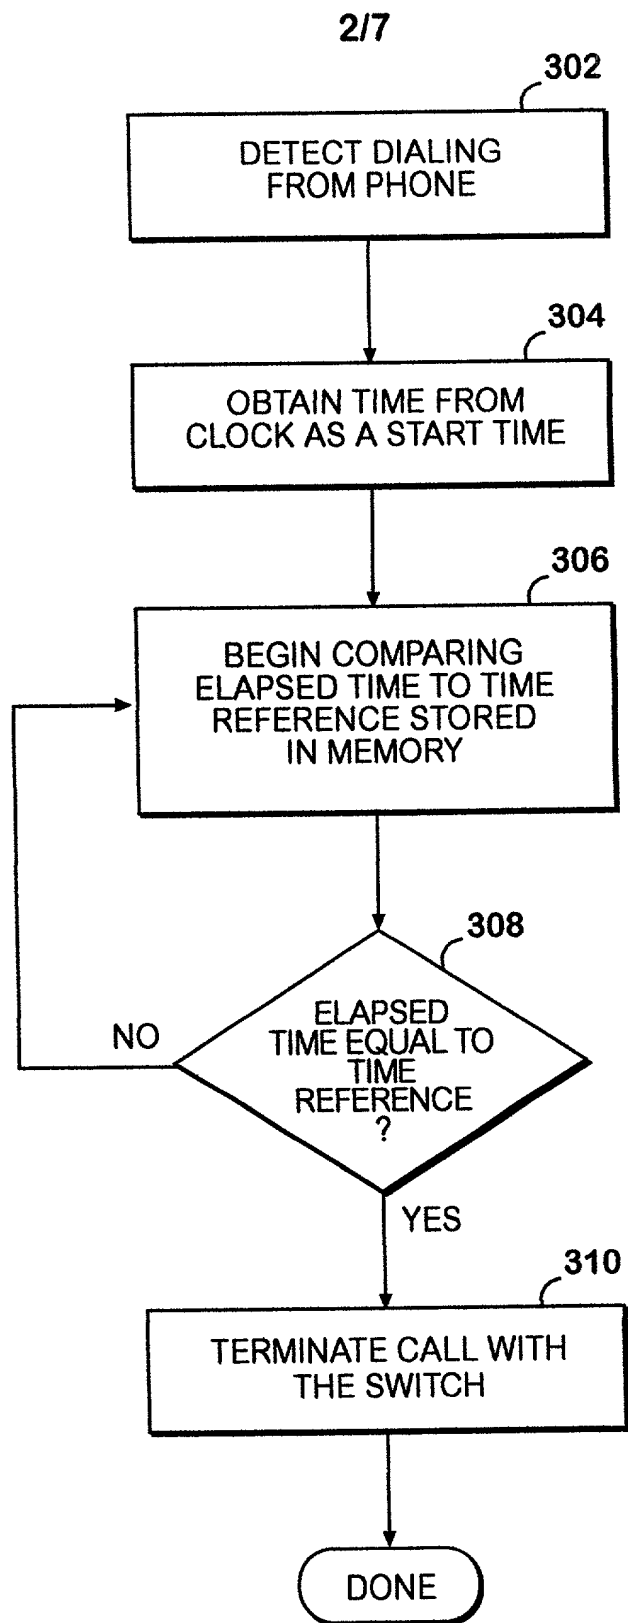 2/7
302
DETECT DIALING
FROM PHONE
304
OBTAIN TIME FROM
CLOCK AS A START TIME
306
BEGIN COMPARING
ELAPSED TIME TO TIME
REFERENCE STORED
IN MEMORY
308
ELAPSED
TIME EQUAL TO
TIME
REFERENCE
?
NO
YES
310
TERMINATE CALL WITH
THE SWITCH
DONE